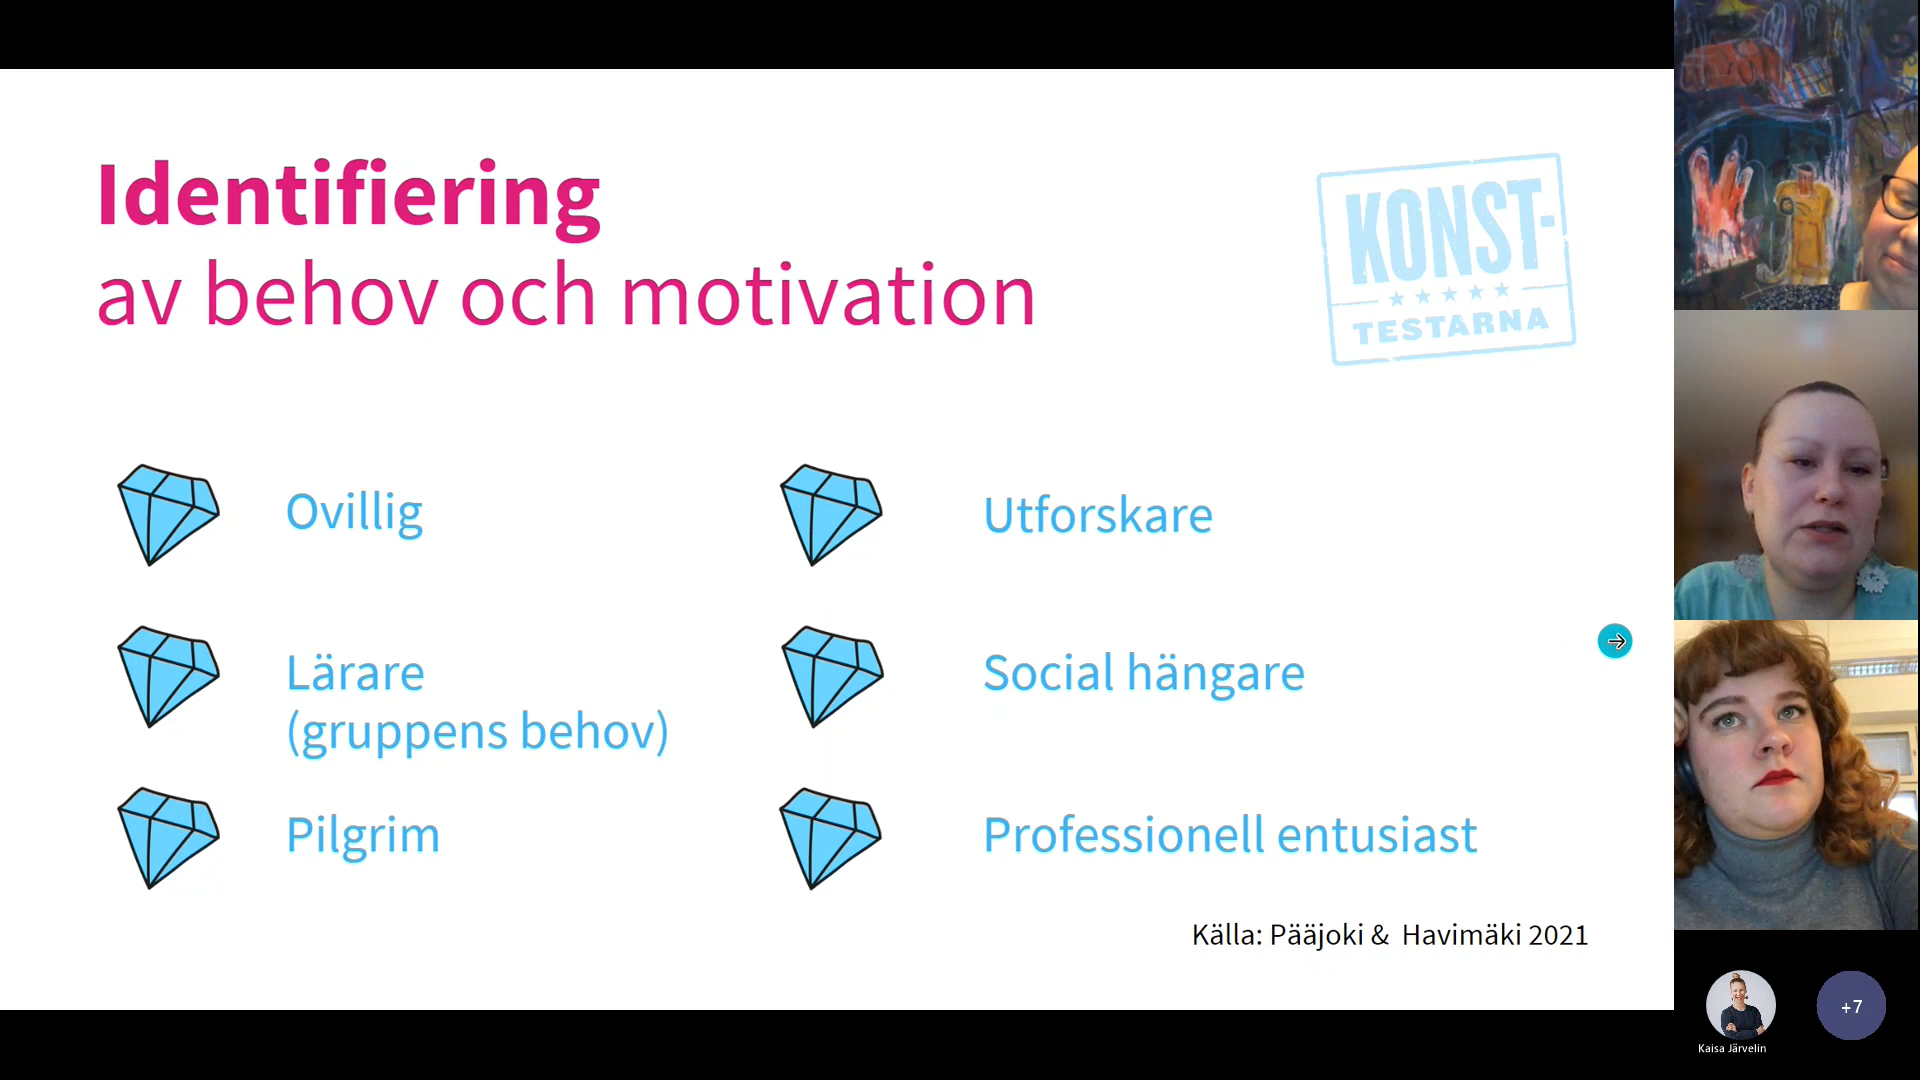 Identifiering
av behov och motivation
KONST-
TESTARNA
Ovillig
Utforskare
Lärare
(gruppens behov)
Social hängare
Pilgrim
Professionell entusiast
Källa: Pääjoki & Havimäki 2021
+7
Kaisa Järvelin